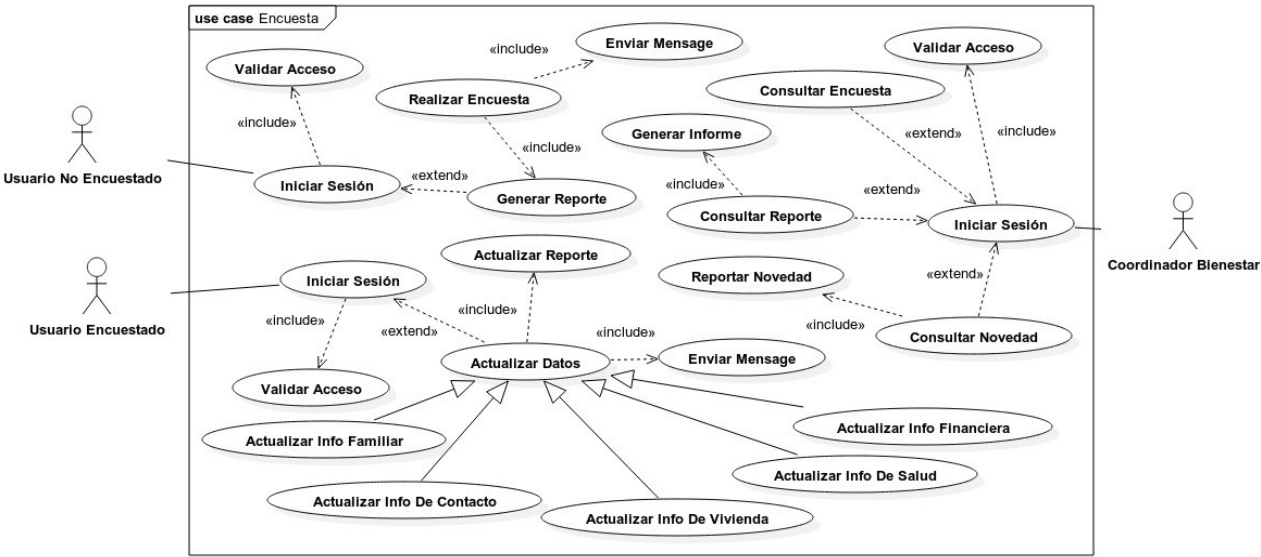 use case Encuesta
Enviar Mensage
Validar Acceso
«include»
Validar Acceso
Consultar Encuesta
Realizar Encuesta
«include»
Generar Informe
«extend»
«include»
«include»
Usuario No Encuestado
«extend»
«include»
«extend»
Iniciar Sesión
Generar Reporte
Consultar Reporte
Iniciar Sesión
Actualizar Reporte
Coordinador Bienestar
Iniciar Sesión
Reportar Novedad
«extend»
«include»
Usuario Encuestado
«include»
«extend»
«include»
«include»
Consultar Novedad
Actualizar Datos
Enviar Mensage
Validar Acceso
Actualizar Info Familiar
Actualizar Info Financiera
Actualizar Info De Salud
Actualizar Info De Contacto
Actualizar Info De Vivienda